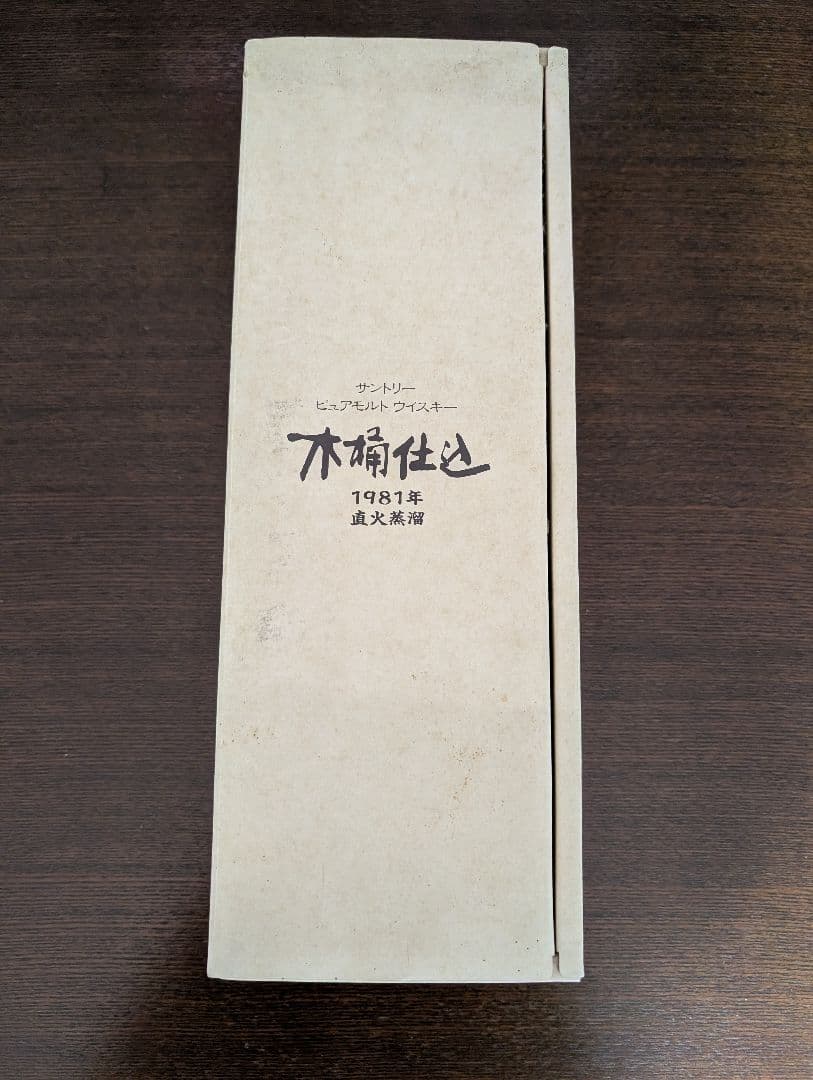 サントリー
ピュアモルト ウイスキー
木桶仕込
1981年
直火蒸溜